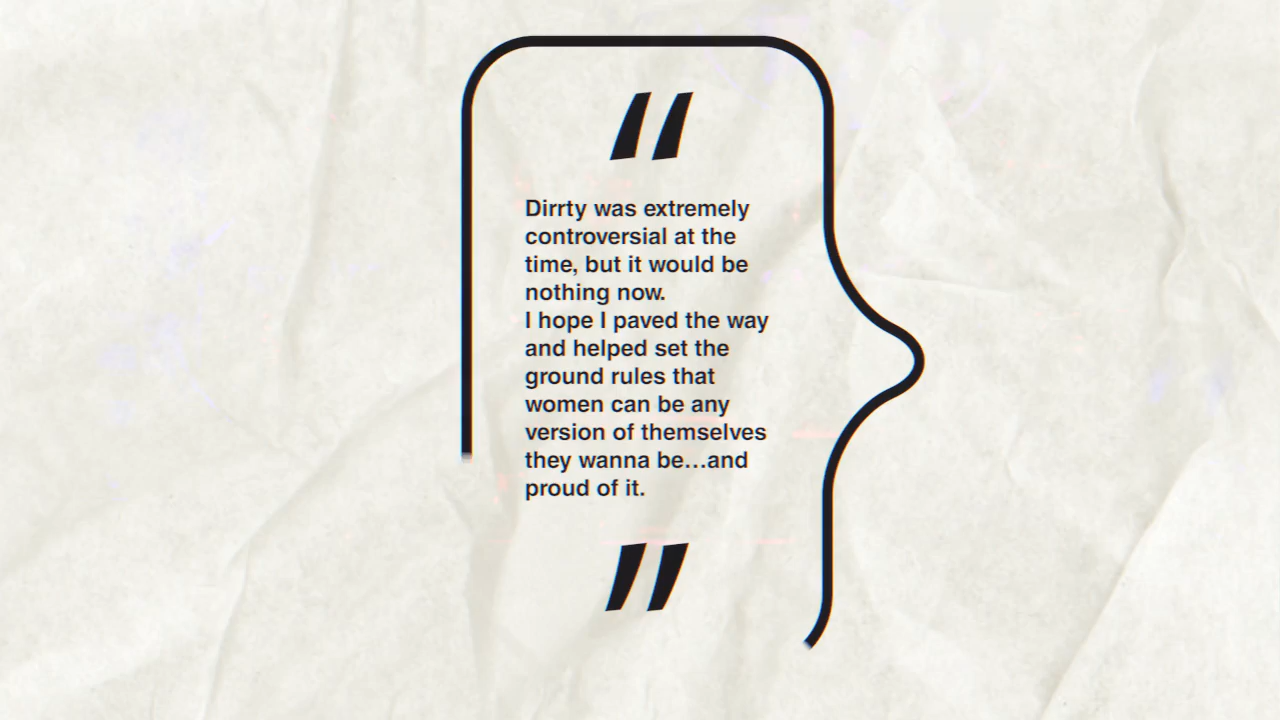 "
Dirrty was extremely
controversial at the
time, but it would be
nothing now.
I hope I paved the way
and helped set the
ground rules that
women can be any
version of themselves
they wanna be...and
proud of it.
"